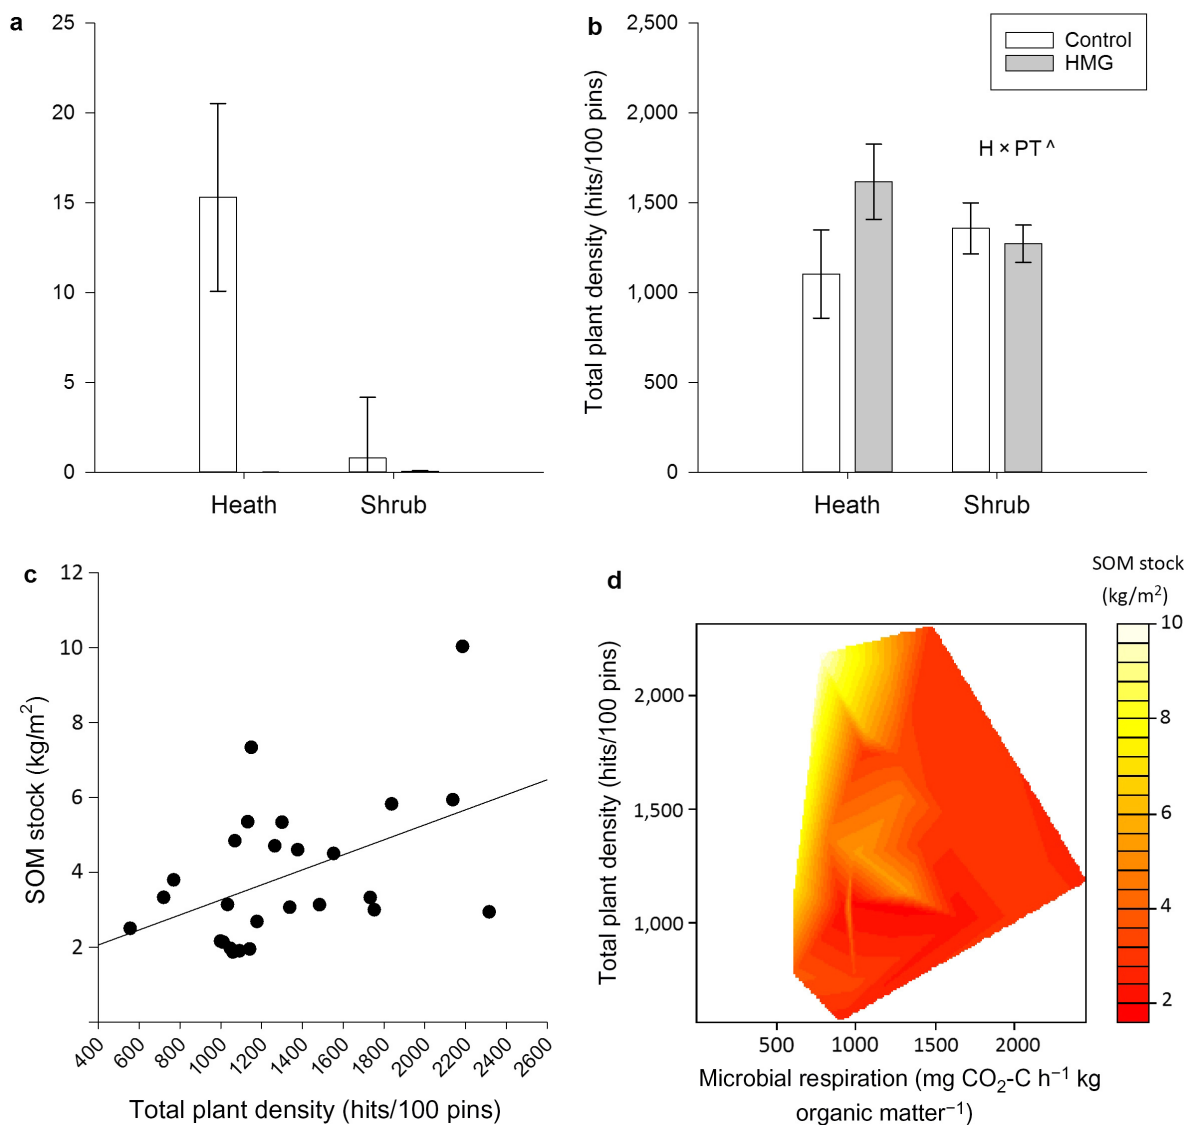 a
25
20
15
10
5
0
Heath
Shrub
b
Total plant density (hits/100 pins)
2,500
2,000
1,500
1,000
500
0
Control
HMG
H × PT ^
Heath
Shrub
c
SOM stock (kg/m²)
12
10
8
6
4
2
400 600 800 1000 1200 1400 1600 1800 2000 2200 2400 2600
Total plant density (hits/100 pins)
d
Total plant density (hits/100 pins)
2,000
1,500
1,000
500 1000 1500 2000
Microbial respiration (mg CO₂-C h⁻¹ kg
organic matter⁻¹)
SOM stock
(kg/m²)
10
8
6
4
2